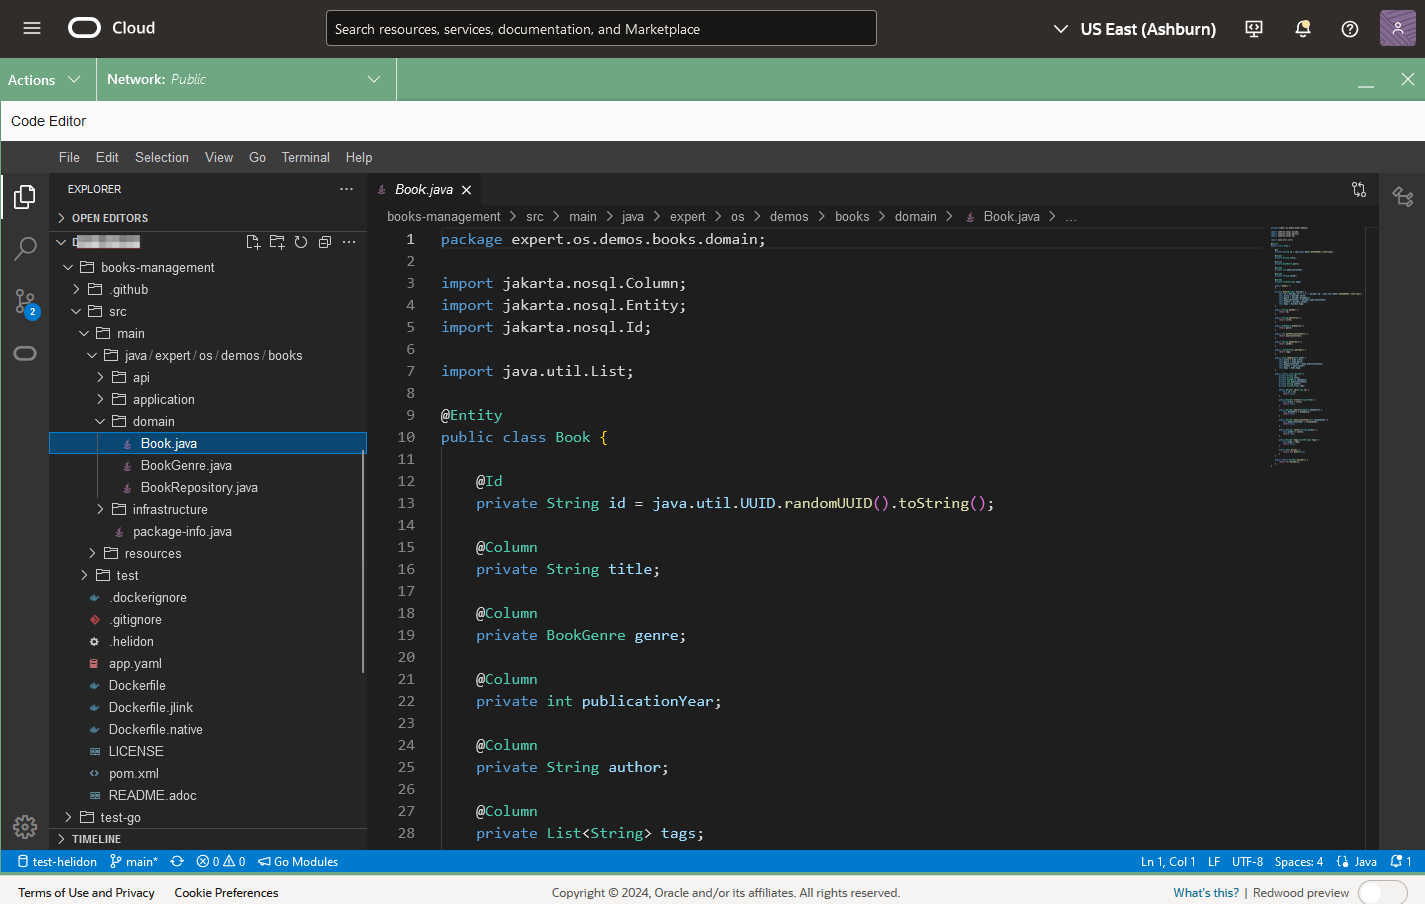 Cloud
Search resources, services, documentation, and Marketplace
US East (Ashburn)
Actions
Network: Public
Code Editor
File Edit Selection View Go Terminal Help
EXPLORER
OPEN EDITORS
D
books-management
.github
src
main
java / expert / os / demos / books
api
application
domain
Book.java
BookGenre.java
BookRepository.java
infrastructure
package-info.java
resources
test
.dockerignore
.gitignore
.helidon
app.yaml
Dockerfile
Dockerfile.jlink
Dockerfile.native
LICENSE
pom.xml
README.adoc
test-go
TIMELINE
2
Book.java
books-management > src > main > java > expert > os > demos > books > domain > Book.java > ...
1 package expert.os.demos.books.domain;
2
3 import jakarta.nosql.Column;
4 import jakarta.nosql.Entity;
5 import jakarta.nosql.Id;
6
7 import java.util.List;
8
9 @Entity
10 public class Book {
11
12 @Id
13 private String id = java.util.UUID.randomUUID().toString();
14
15 @Column
16 private String title;
17
18 @Column
19 private BookGenre genre;
20
21 @Column
22 private int publicationYear;
23
24 @Column
25 private String author;
26
27 @Column
28 private List<String> tags;
test-helidon main* 0 0 Go Modules
Ln 1, Col 1 LF UTF-8 Spaces: 4 Java 1
Terms of Use and Privacy Cookie Preferences
Copyright © 2024, Oracle and/or its affiliates. All rights reserved.
What's this? | Redwood preview